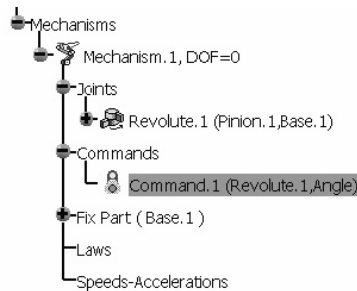 Mechanisms
Mechanism.1, DOF=0
Joints
Revolute.1 (Pinion.1,Base.1)
Commands
Command.1 (Revolute.1,Angle)
Fix Part ( Base.1 )
Laws
Speeds-Accelerations